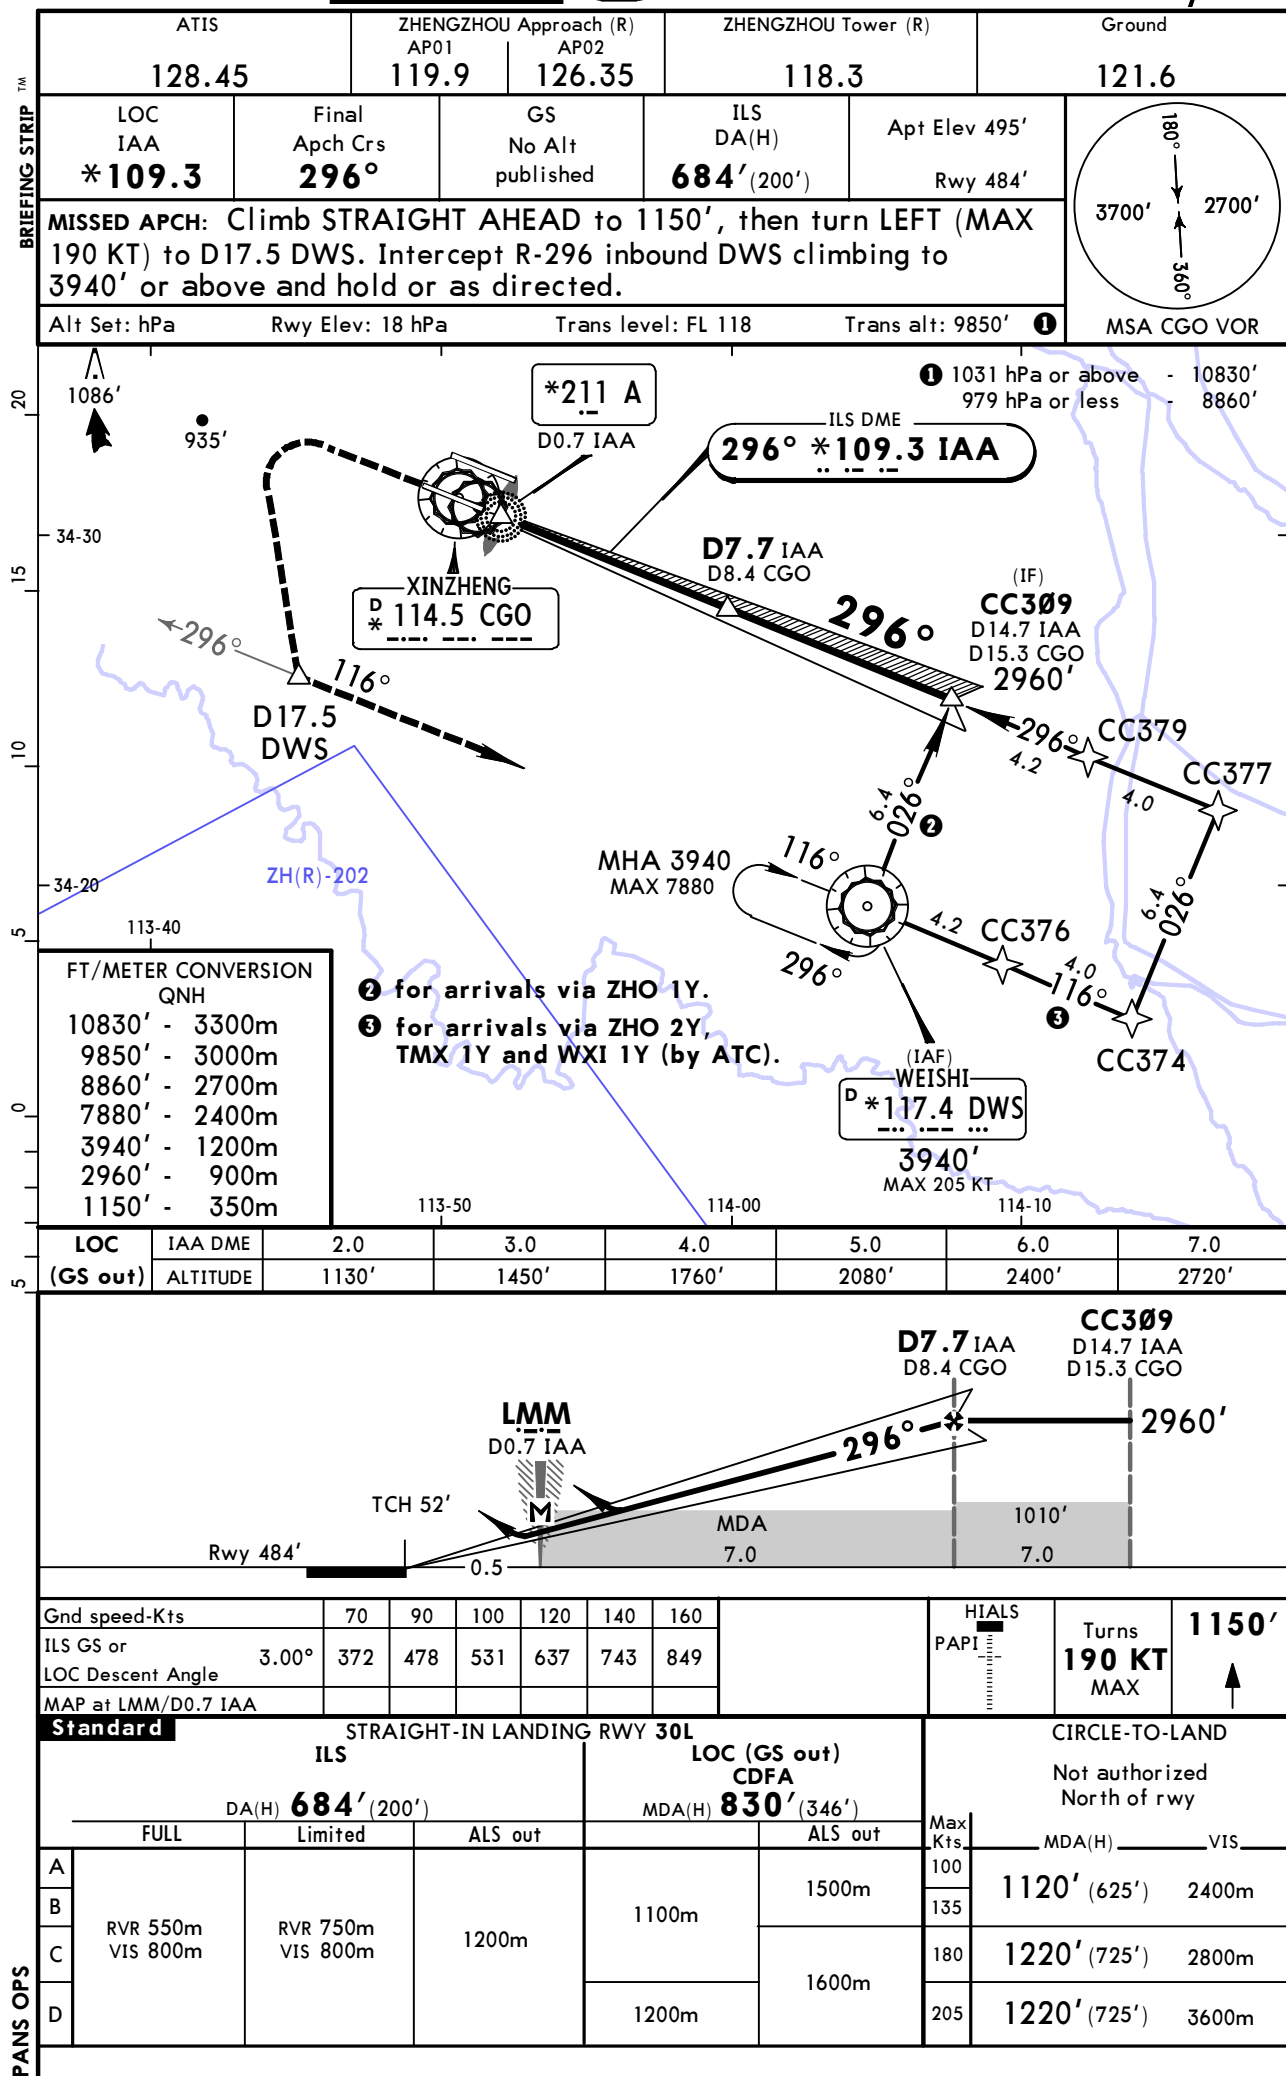 ATIS
128.45
ZHENGZHOU Approach (R)
AP01 AP02
119.9 126.35
ZHENGZHOU Tower (R)
118.3
Ground
121.6
BRIEFING STRIP TM
LOC
IAA
*109.3
Final
Apch Crs
296°
GS
No Alt
published
ILS
DA(H)
684'(200')
Apt Elev 495'
Rwy 484'
180°
3700' 2700'
360°
MSA CGO VOR
MISSED APCH: Climb STRAIGHT AHEAD to 1150', then turn LEFT (MAX
190 KT) to D17.5 DWS. Intercept R-296 inbound DWS climbing to
3940' or above and hold or as directed.
Alt Set: hPa Rwy Elev: 18 hPa Trans level: FL 118 Trans alt: 9850' 1
1 1031 hPa or above - 10830'
979 hPa or less - 8860'
1086'
935'
*211 A
D0.7 IAA
ILS DME
296° *109.3 IAA
20
34-30
15
D7.7 IAA
D8.4 CGO
XINZHENG
D
* 114.5 CGO
296°
(IF)
CC3Ø9
D14.7 IAA
D15.3 CGO
2960'
296°
116°
D17.5
DWS
296°
4.2
CC379
4.0
CC377
10
6.4
026°
2
MHA 3940
MAX 7880
116°
296°
6.4
026°
ZH(R)-202
34-20
5
113-40
4.2
CC376
4.0
116°
3
CC374
FT/METER CONVERSION
QNH
10830' - 3300m
9850' - 3000m
8860' - 2700m
7880' - 2400m
3940' - 1200m
2960' - 900m
1150' - 350m
2 for arrivals via ZHO 1Y.
3 for arrivals via ZHO 2Y,
TMX 1Y and WXI 1Y (by ATC).
(IAF)
WEISHI
D *117.4 DWS
3940'
MAX 205 KT
0
113-50 114-00 114-10
5
LOC
(GS out)
IAA DME 2.0 3.0 4.0 5.0 6.0 7.0
ALTITUDE 1130' 1450' 1760' 2080' 2400' 2720'
CC3Ø9
D14.7 IAA
D15.3 CGO
D7.7 IAA
D8.4 CGO
2960'
LMM
D0.7 IAA
296°
TCH 52'
M
MDA
1010'
Rwy 484'
0.5
7.0
7.0
Gnd speed-Kts 70 90 100 120 140 160
ILS GS or
LOC Descent Angle 3.00° 372 478 531 637 743 849
MAP at LMM/D0.7 IAA
HIALS
PAPI
Turns
190 KT
MAX
1150'
Standard
STRAIGHT-IN LANDING RWY 30L
ILS
DA(H) 684'(200')
FULL Limited ALS out
LOC (GS out)
CDFA
MDA(H) 830'(346')
ALS out
CIRCLE-TO-LAND
Not authorized
North of rwy
Max
Kts
MDA(H) VIS
A
B
C
D
RVR 550m
VIS 800m
RVR 750m
VIS 800m
1200m
1100m
1200m
1500m
1600m
100
135
1120' (625') 2400m
180 1220' (725') 2800m
205 1220' (725') 3600m
PANS OPS